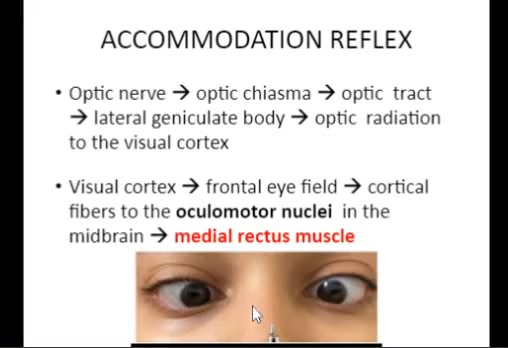 ACCOMMODATION REFLEX
• Optic nerve → optic chiasma → optic tract
→ lateral geniculate body → optic radiation
to the visual cortex
• Visual cortex → frontal eye field → cortical
fibers to the oculomotor nuclei in the
midbrain → medial rectus muscle